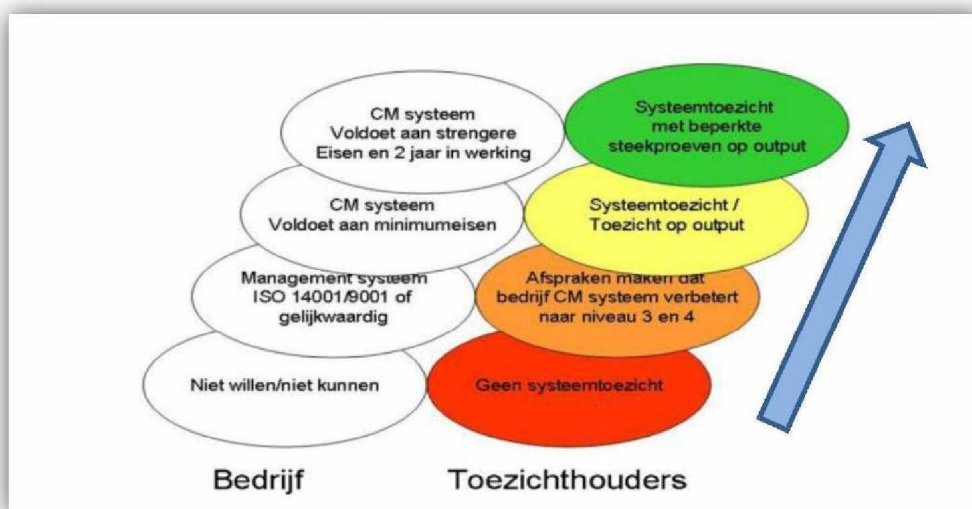 CM systeem
Voldoet aan strengere
Eisen en 2 jaar in werking
Systeemtoezicht
met beperkte
steekproeven op output
CM systeem
Voldoet aan minimumeisen
Systeemtoezicht /
Toezicht op output
Management systeem
ISO 14001/9001 of
gelijkwaardig
Afspraken maken dat
bedrijf CM systeem verbetert
naar niveau 3 en 4
Niet willen/niet kunnen
Geen systeemtoezicht
Bedrijf
Toezichthouders